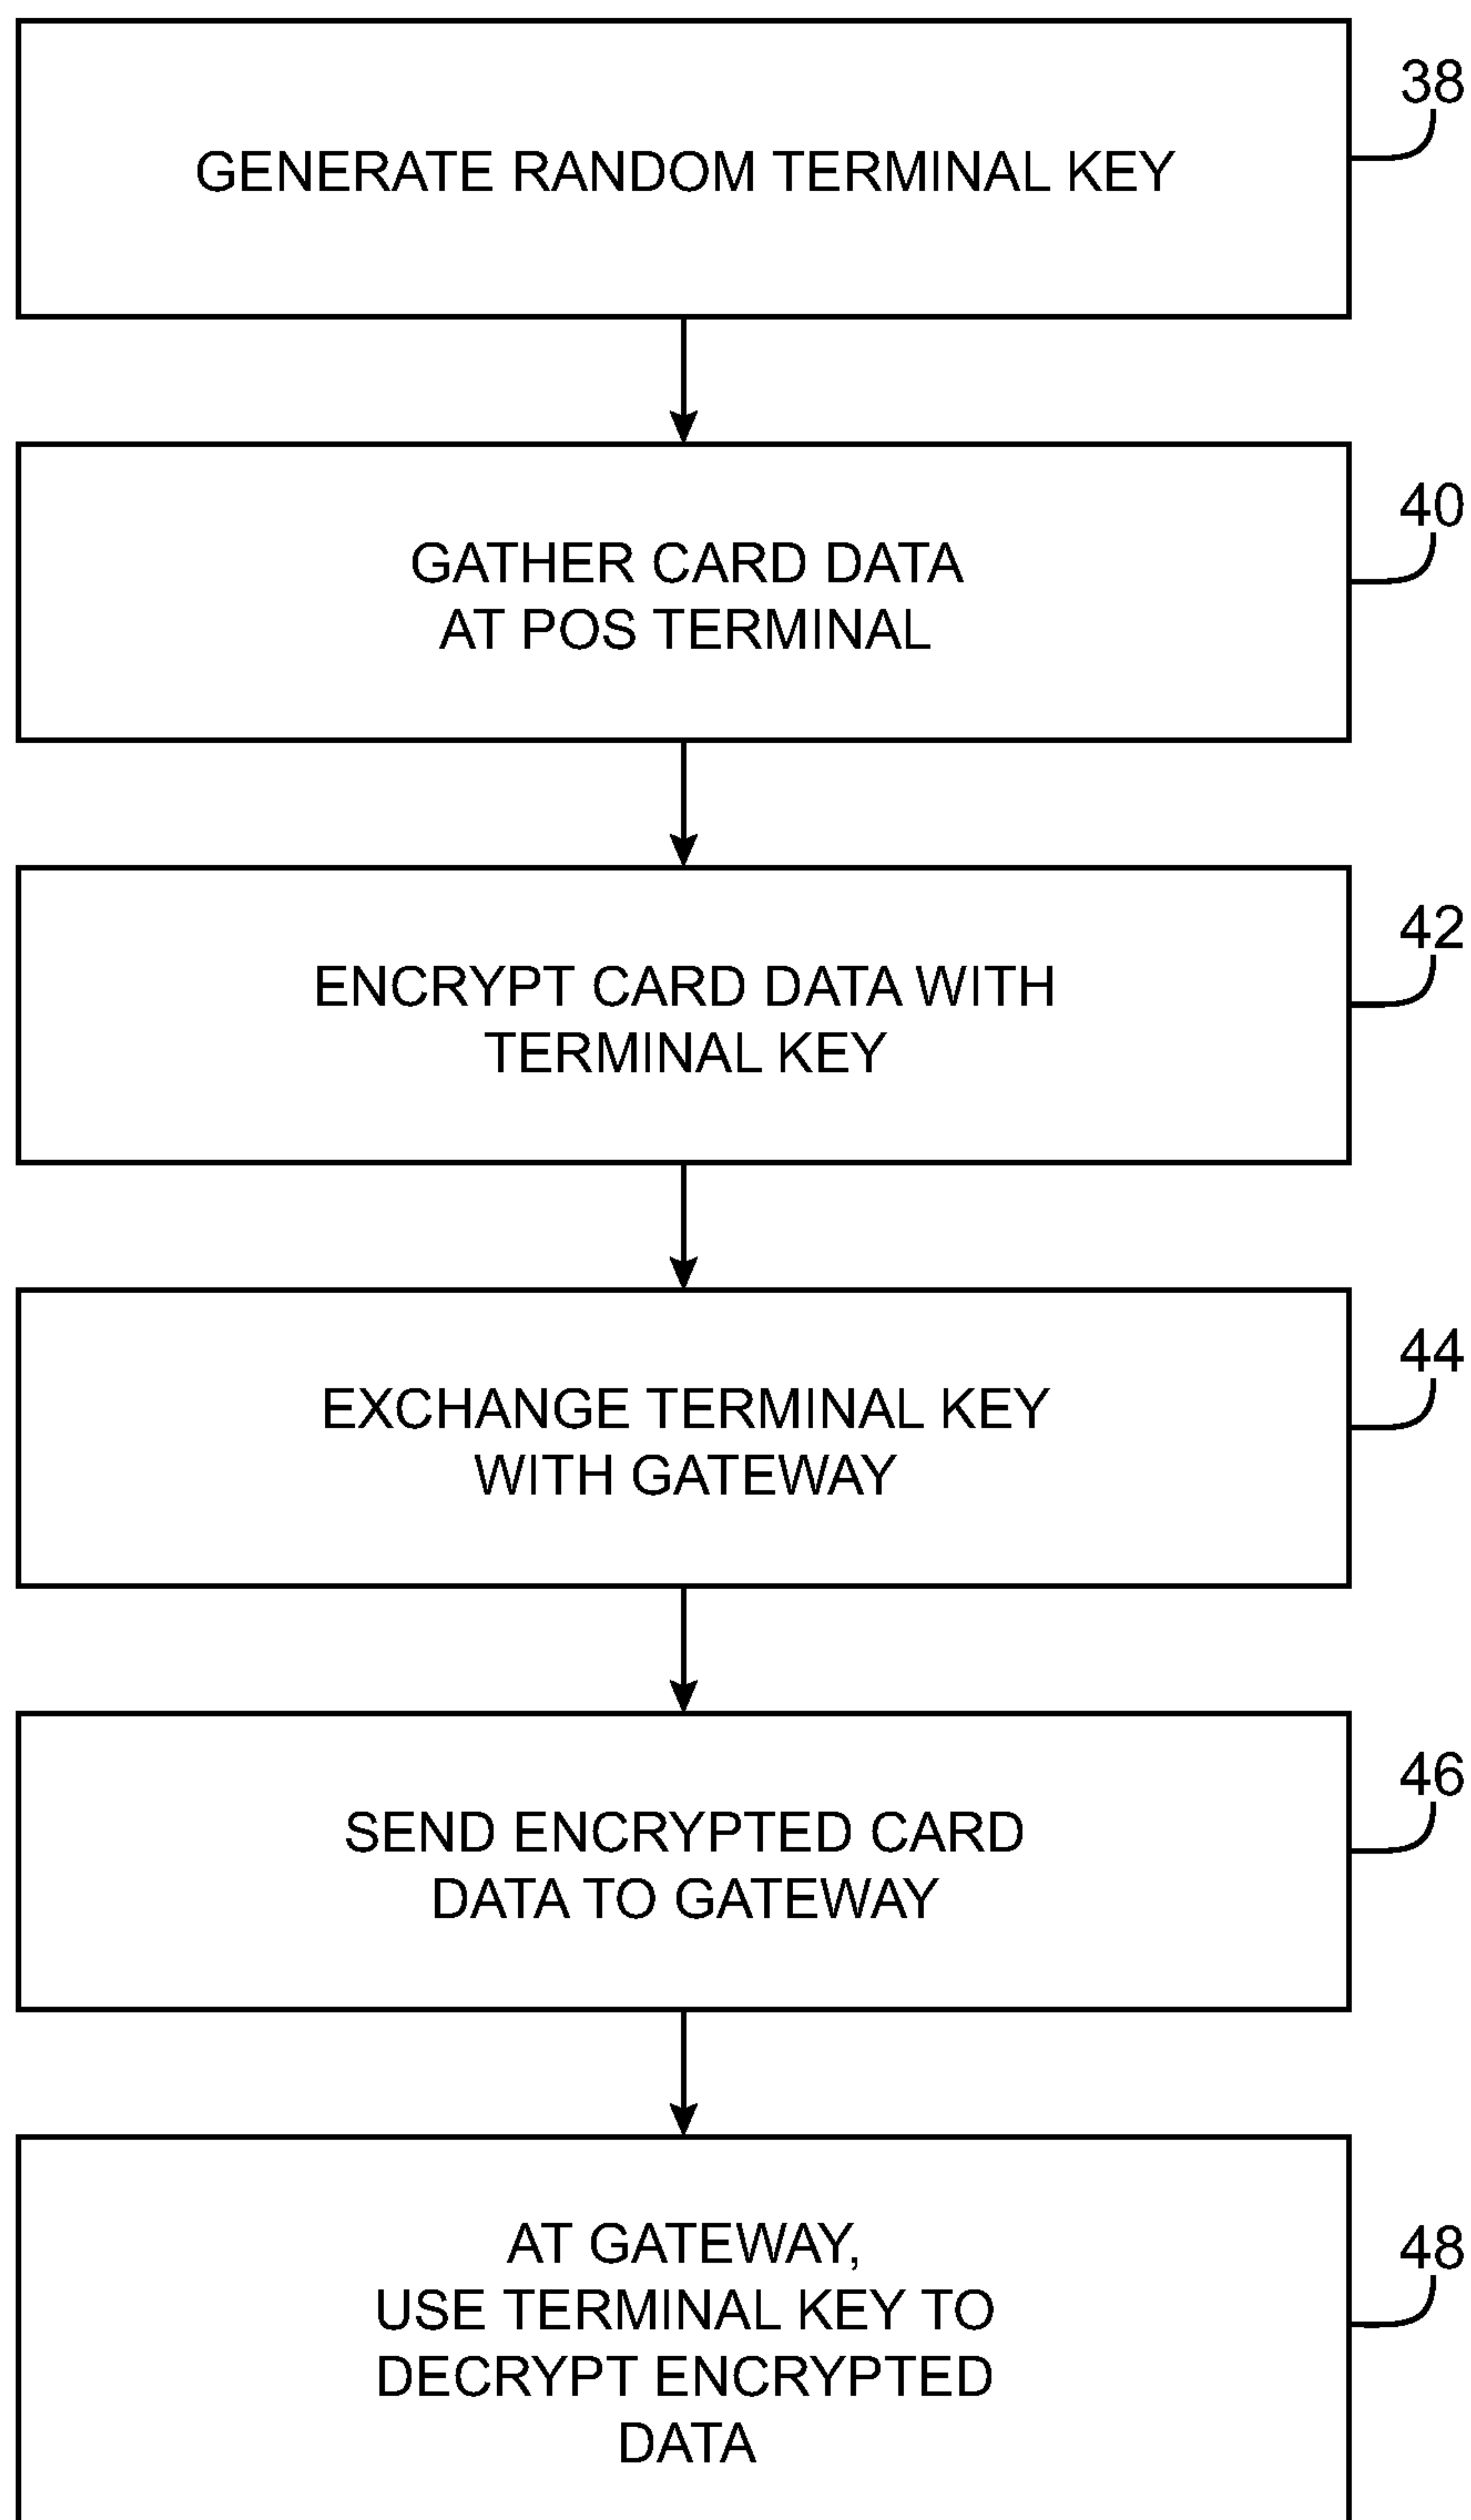 GENERATE RANDOM TERMINAL KEY
38
GATHER CARD DATA
AT POS TERMINAL
40
ENCRYPT CARD DATA WITH
TERMINAL KEY
42
EXCHANGE TERMINAL KEY
WITH GATEWAY
44
SEND ENCRYPTED CARD
DATA TO GATEWAY
46
AT GATEWAY,
USE TERMINAL KEY TO
DECRYPT ENCRYPTED
DATA
48